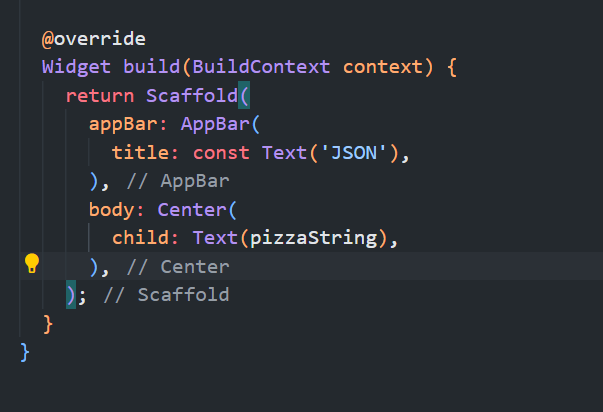 @override
Widget build(BuildContext context) {
return Scaffold(
appBar: AppBar(
title: const Text('JSON'),
), // AppBar
body: Center(
child: Text(pizzaString),
), // Center
); // Scaffold
}
}